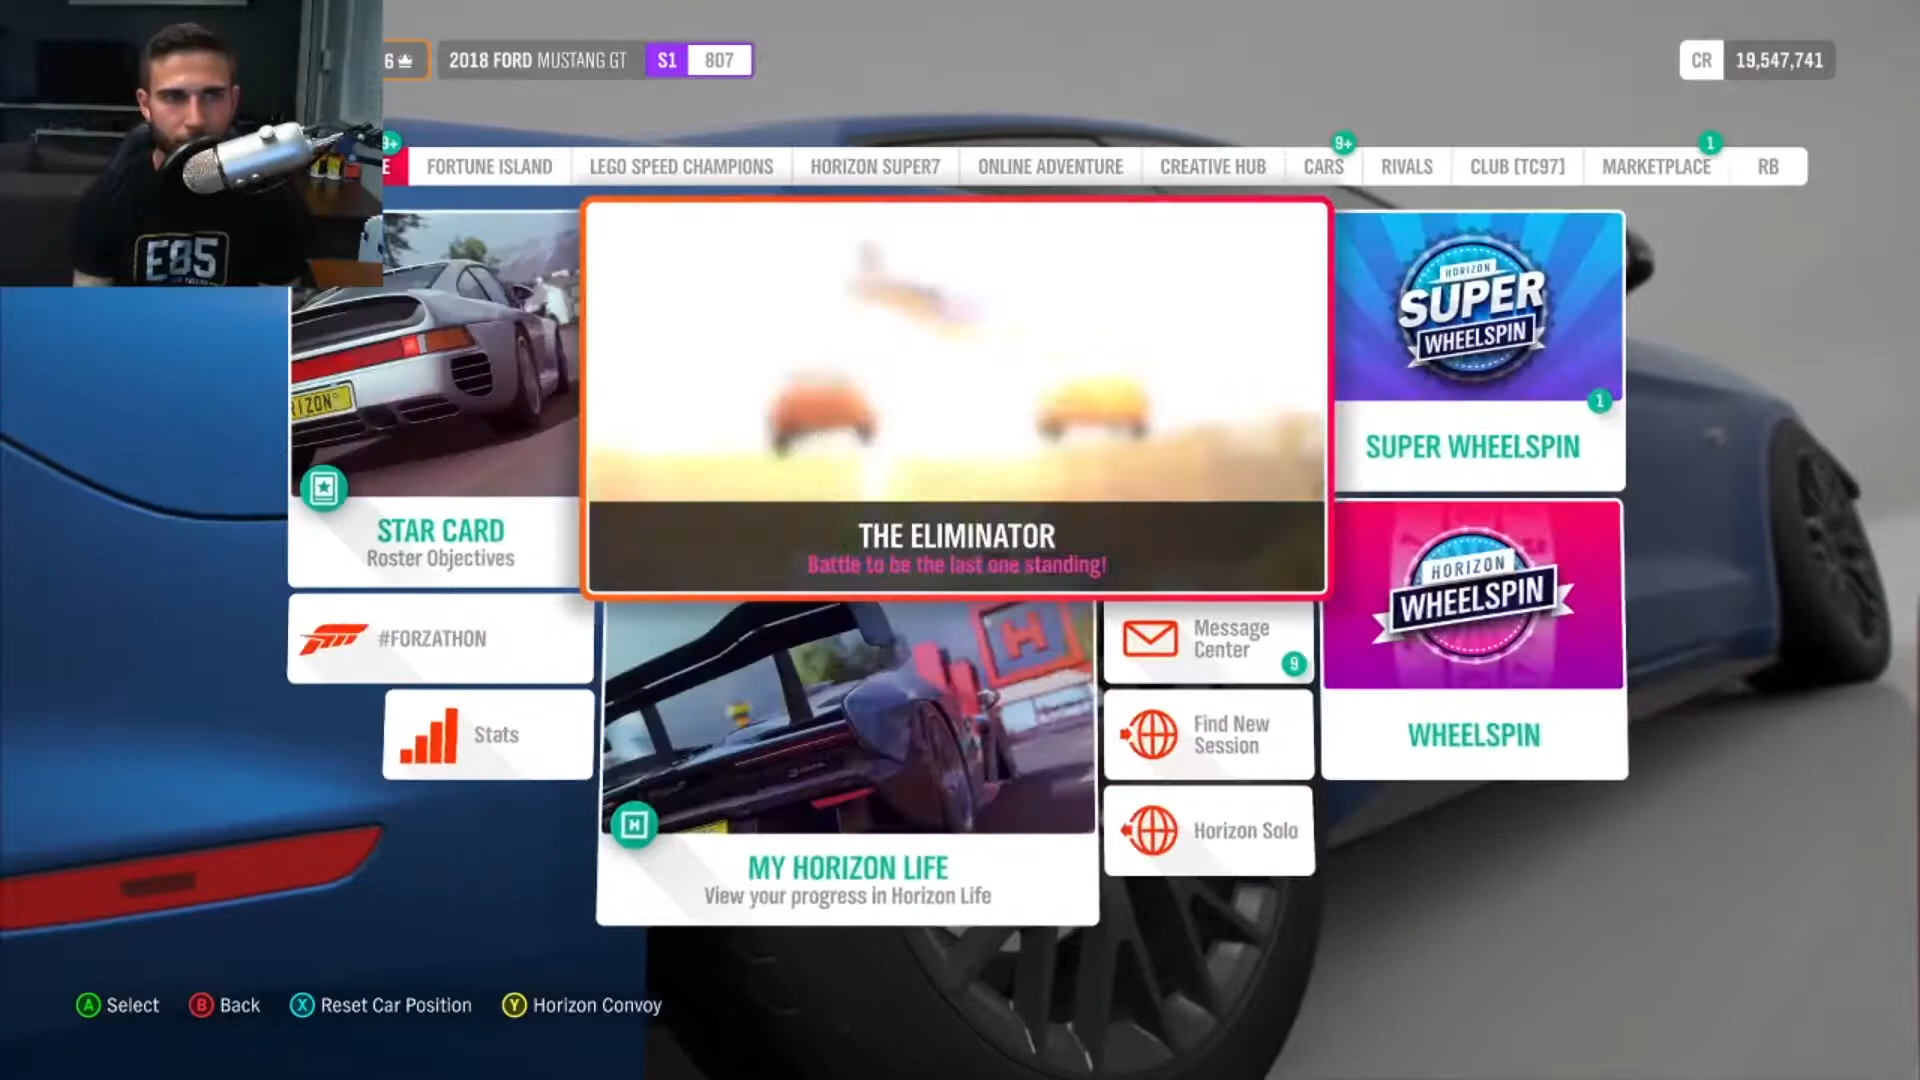 6
2018 FORD MUSTANG GT
S1
807
CR
19,547,741
9+
9+
1
E
FORTUNE ISLAND
LEGO SPEED CHAMPIONS
HORIZON SUPER7
ONLINE ADVENTURE
CREATIVE HUB
CARS
RIVALS
CLUB [TC97]
MARKETPLACE
RB
E85
RIZON
STAR CARD
Roster Objectives
THE ELIMINATOR
Battle to be the last one standing!
HORIZON
SUPER
WHEELSPIN
1
SUPER WHEELSPIN
#FORZATHON
Stats
H
H
MY HORIZON LIFE
View your progress in Horizon Life
Message
Center
9
Find New
Session
Horizon Solo
HORIZON
WHEELSPIN
WHEELSPIN
A Select
B Back
X Reset Car Position
Y Horizon Convoy